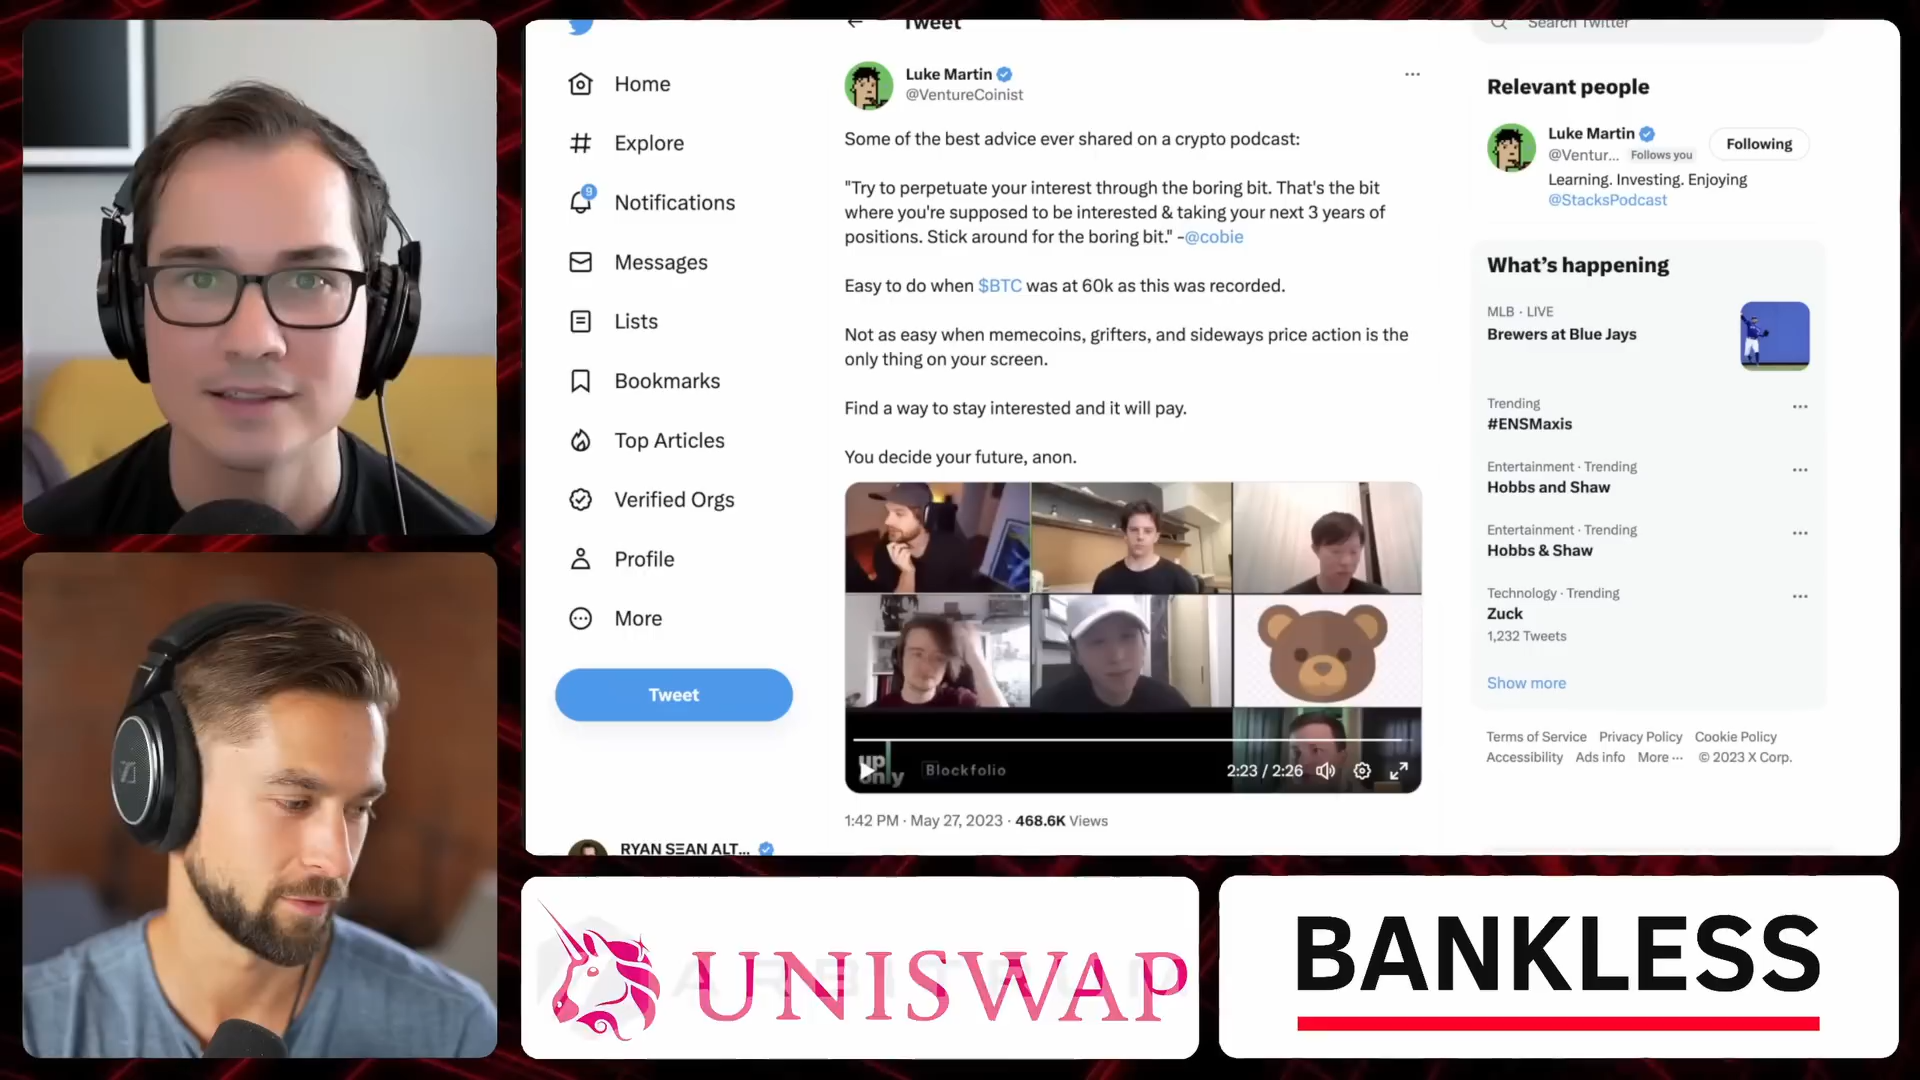 Home
Explore
9
Notifications
Messages
Lists
Bookmarks
Top Articles
Verified Orgs
Profile
More
Tweet
RYAN SΞAN ALT...
Tweet
Luke Martin
@VentureCoinist
Some of the best advice ever shared on a crypto podcast:
"Try to perpetuate your interest through the boring bit. That's the bit
where you're supposed to be interested & taking your next 3 years of
positions. Stick around for the boring bit." -@cobie
Easy to do when $BTC was at 60k as this was recorded.
Not as easy when memecoins, grifters, and sideways price action is the
only thing on your screen.
Find a way to stay interested and it will pay.
You decide your future, anon.
up
only
Blockfolio
2:23 / 2:26
1:42 PM · May 27, 2023 · 468.6K Views
Search Twitter
Relevant people
Luke Martin
@Ventur... Follows you
Following
Learning. Investing. Enjoying
@StacksPodcast
What's happening
MLB · LIVE
Brewers at Blue Jays
Trending
#ENSMaxis
Entertainment · Trending
Hobbs and Shaw
Entertainment · Trending
Hobbs & Shaw
Technology · Trending
Zuck
1,232 Tweets
Show more
Terms of Service Privacy Policy Cookie Policy
Accessibility Ads info More ··· © 2023 X Corp.
UNISWAP
BANKLESS